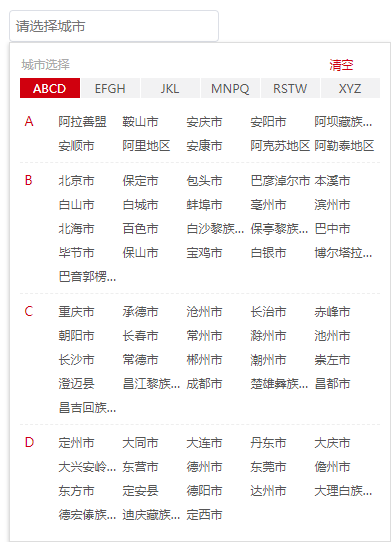 请选择城市
城市选择 清空
ABCD EFGH JKL MNPQ RSTW XYZ
A 阿拉善盟 鞍山市 安庆市 安阳市 阿坝藏族...
安顺市 阿里地区 安康市 阿克苏地区 阿勒泰地区
B 北京市 保定市 包头市 巴彦淖尔市 本溪市
白山市 白城市 蚌埠市 亳州市 滨州市
北海市 百色市 白沙黎族... 保亭黎族... 巴中市
毕节市 保山市 宝鸡市 白银市 博尔塔拉...
巴音郭楞...
C 重庆市 承德市 沧州市 长治市 赤峰市
朝阳市 长春市 常州市 滁州市 池州市
长沙市 常德市 郴州市 潮州市 崇左市
澄迈县 昌江黎族... 成都市 楚雄彝族... 昌都市
昌吉回族...
D 定州市 大同市 大连市 丹东市 大庆市
大兴安岭... 东营市 德州市 东莞市 儋州市
东方市 定安县 德阳市 达州市 大理白族...
德宏傣族... 迪庆藏族... 定西市